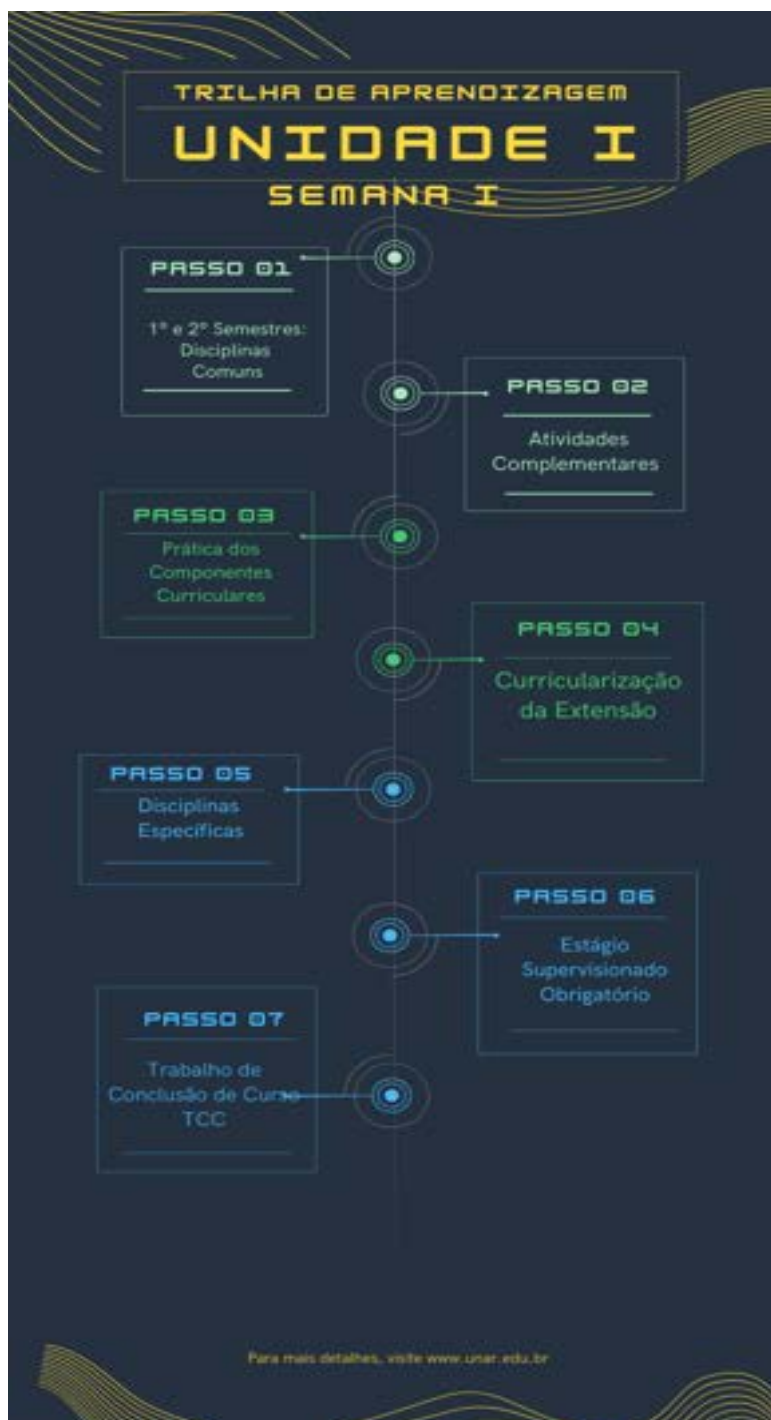 TRILHA DE APRENDIZAGEM
UNIDADE I
SEMANA I
PASSO 01
1º e 2º Semestres:
Disciplinas
Comuns
PASSO 02
Atividades
Complementares
PASSO 03
Prática dos
Componentes
Curriculares
PASSO 04
Curricularização
da Extensão
PASSO 05
Disciplinas
Específicas
PASSO 06
Estágio
Supervisionado
Obrigatório
PASSO 07
Trabalho de
Conclusão de Curso
TCC
Para mais detalhes, visite www.unar.edu.br